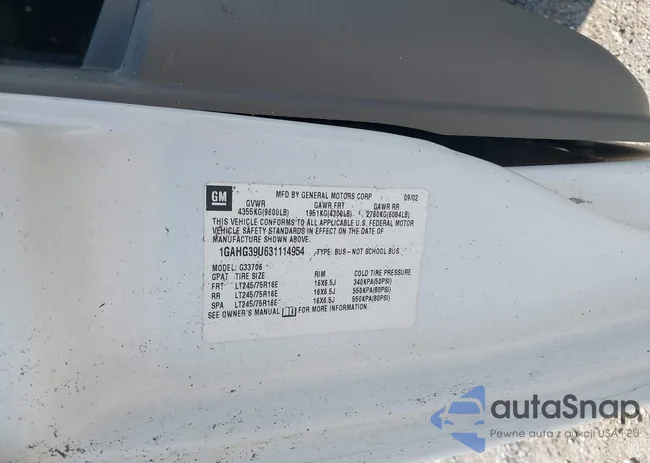 GM
MFD BY GENERAL MOTORS CORP 09/02
GVWR GAWR FRT GAWR RR
4355KG(9600LB) 1951KG(4300LB) 2760KG(6084LB)
THIS VEHICLE CONFORMS TO ALL APPLICABLE U.S. FEDERAL MOTOR
VEHICLE SAFETY STANDARDS IN EFFECT ON THE DATE OF
MANUFACTURE SHOWN ABOVE.
1GAHG39U631114954 TYPE: BUS-NOT SCHOOL BUS
MODEL: G33706
GPAT TIRE SIZE RIM COLD TIRE PRESSURE
FRT LT245/75R16E 16X6.5J 340KPA(50PSI)
RR LT245/75R16E 16X6.5J 550KPA(80PSI)
SPA LT245/75R16E 16X6.5J 550KPA(80PSI)
SEE OWNER'S MANUAL FOR MORE INFORMATION.
autoSnap
Pewne auta z aukcji USA i EU